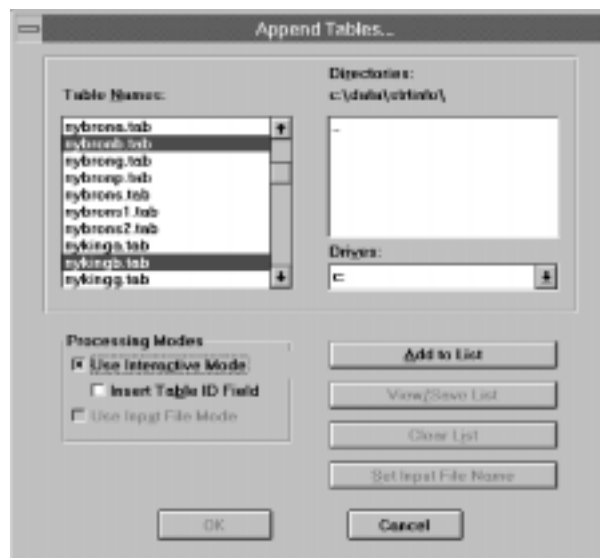 Append Tables...
Directories:
Table Names:
c:\data\strtinfo\
nybrona.tab
nybronb.tab
nybrong.tab
nybronp.tab
nybrons.tab
nybrons1.tab
nybrons2.tab
nykinga.tab
nykingb.tab
nykingg.tab
..
Drives:
c:
Processing Modes
Use Interactive Mode
Insert Table ID Field
Use Input File Mode
Add to List
View/Save List
Clear List
Set Input File Name
OK
Cancel